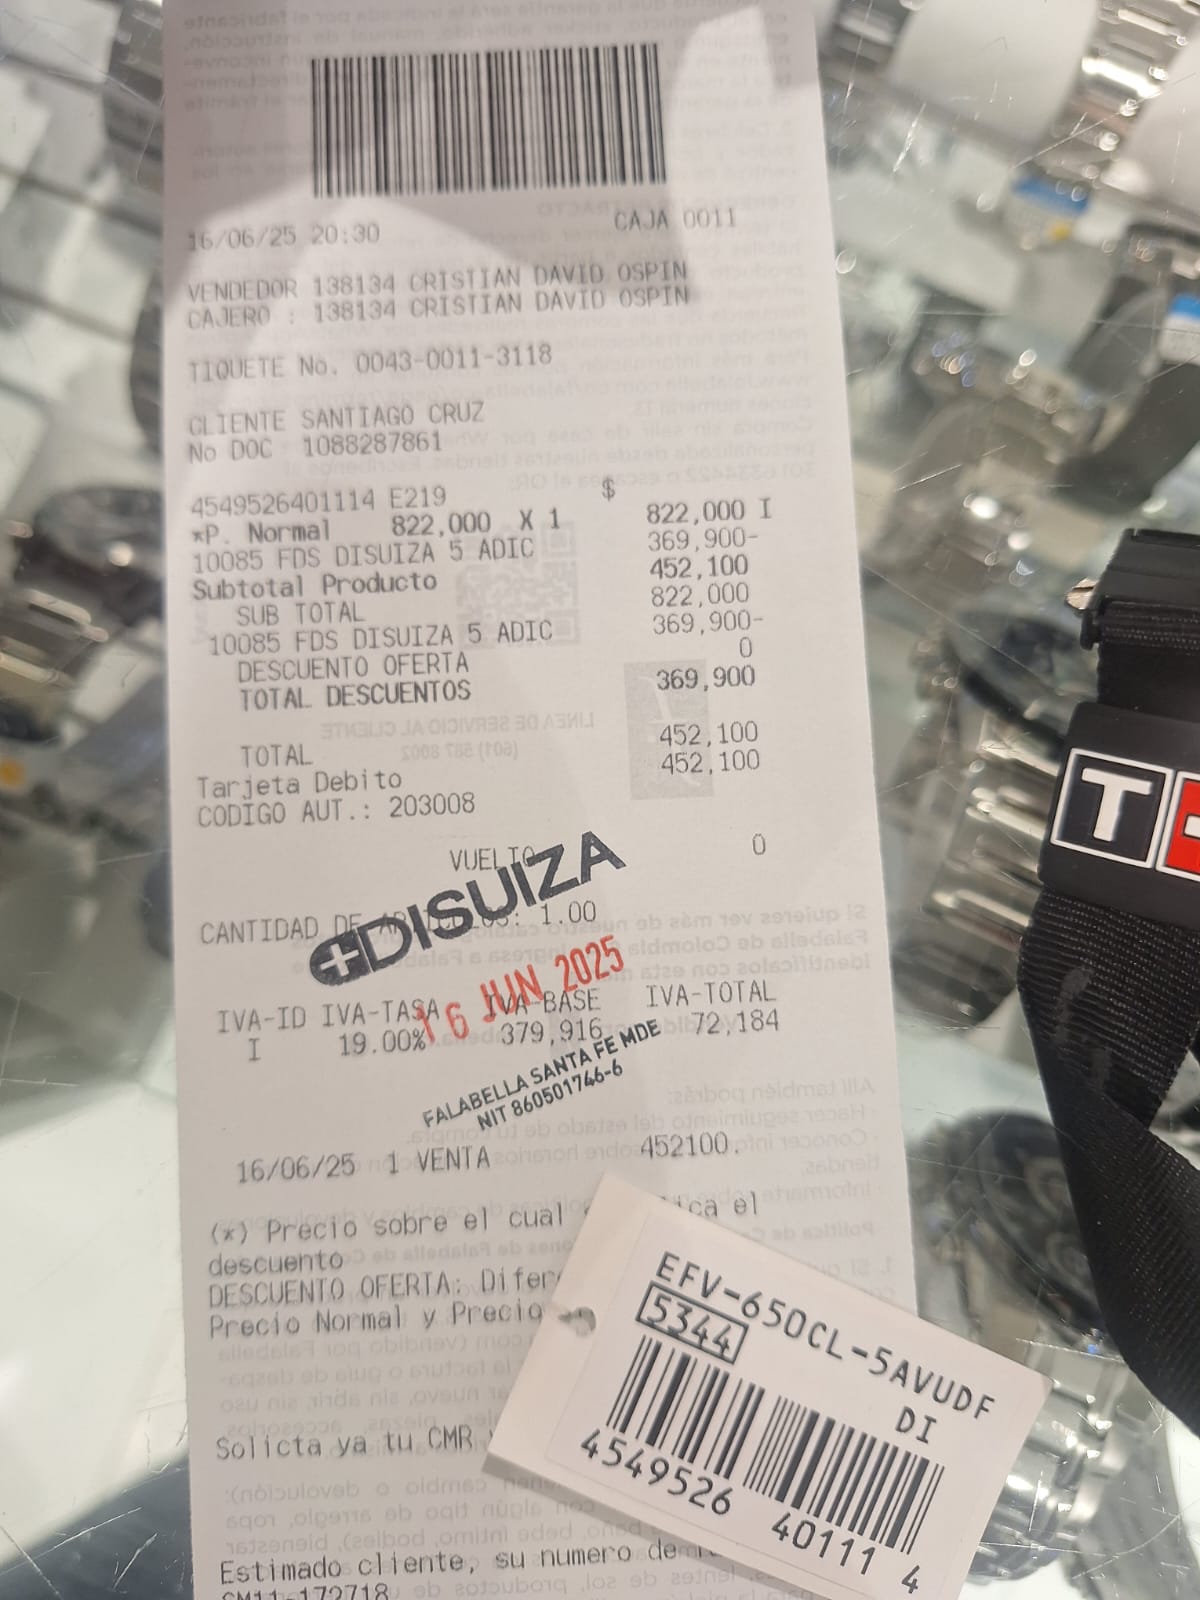 16/06/25 20:30 CAJA 0011
VENDEDOR 138134 CRISTIAN DAVID OSPIN
CAJERO : 138134 CRISTIAN DAVID OSPIN
TIQUETE No. 0043-0011-3118
CLIENTE SANTIAGO CRUZ
No DOC 1088287861
$
4549526401114 E219
*P. Normal 822,000 X 1 822,000 I
10085 FDS DISUIZA 5 ADIC 369,900-
Subtotal Producto 452,100
SUB TOTAL 822,000
10085 FDS DISUIZA 5 ADIC 369,900-
DESCUENTO OFERTA 0
TOTAL DESCUENTOS 369,900
TOTAL 452,100
Tarjeta Debito 452,100
CODIGO AUT.: 203008
VUELTO 0
DISUIZA
CANTIDAD DE : 1.00
16 JUN 2025
IVA-ID IVA-TASA IVA-BASE IVA-TOTAL
I 19.00% 379,916 72,184
FALABELLA SANTA FE MDE
NIT 860501746-6
16/06/25 1 VENTA 452100.
(*) Precio sobre el cual el
descuento
DESCUENTO OFERTA:
Precio Normal y Precio
Solicta ya tu CMR
Estimado cliente, su numero de
CM11-172718
EFV-650CL-5AVUDF
5344 DI
4549526 40111 4
T+